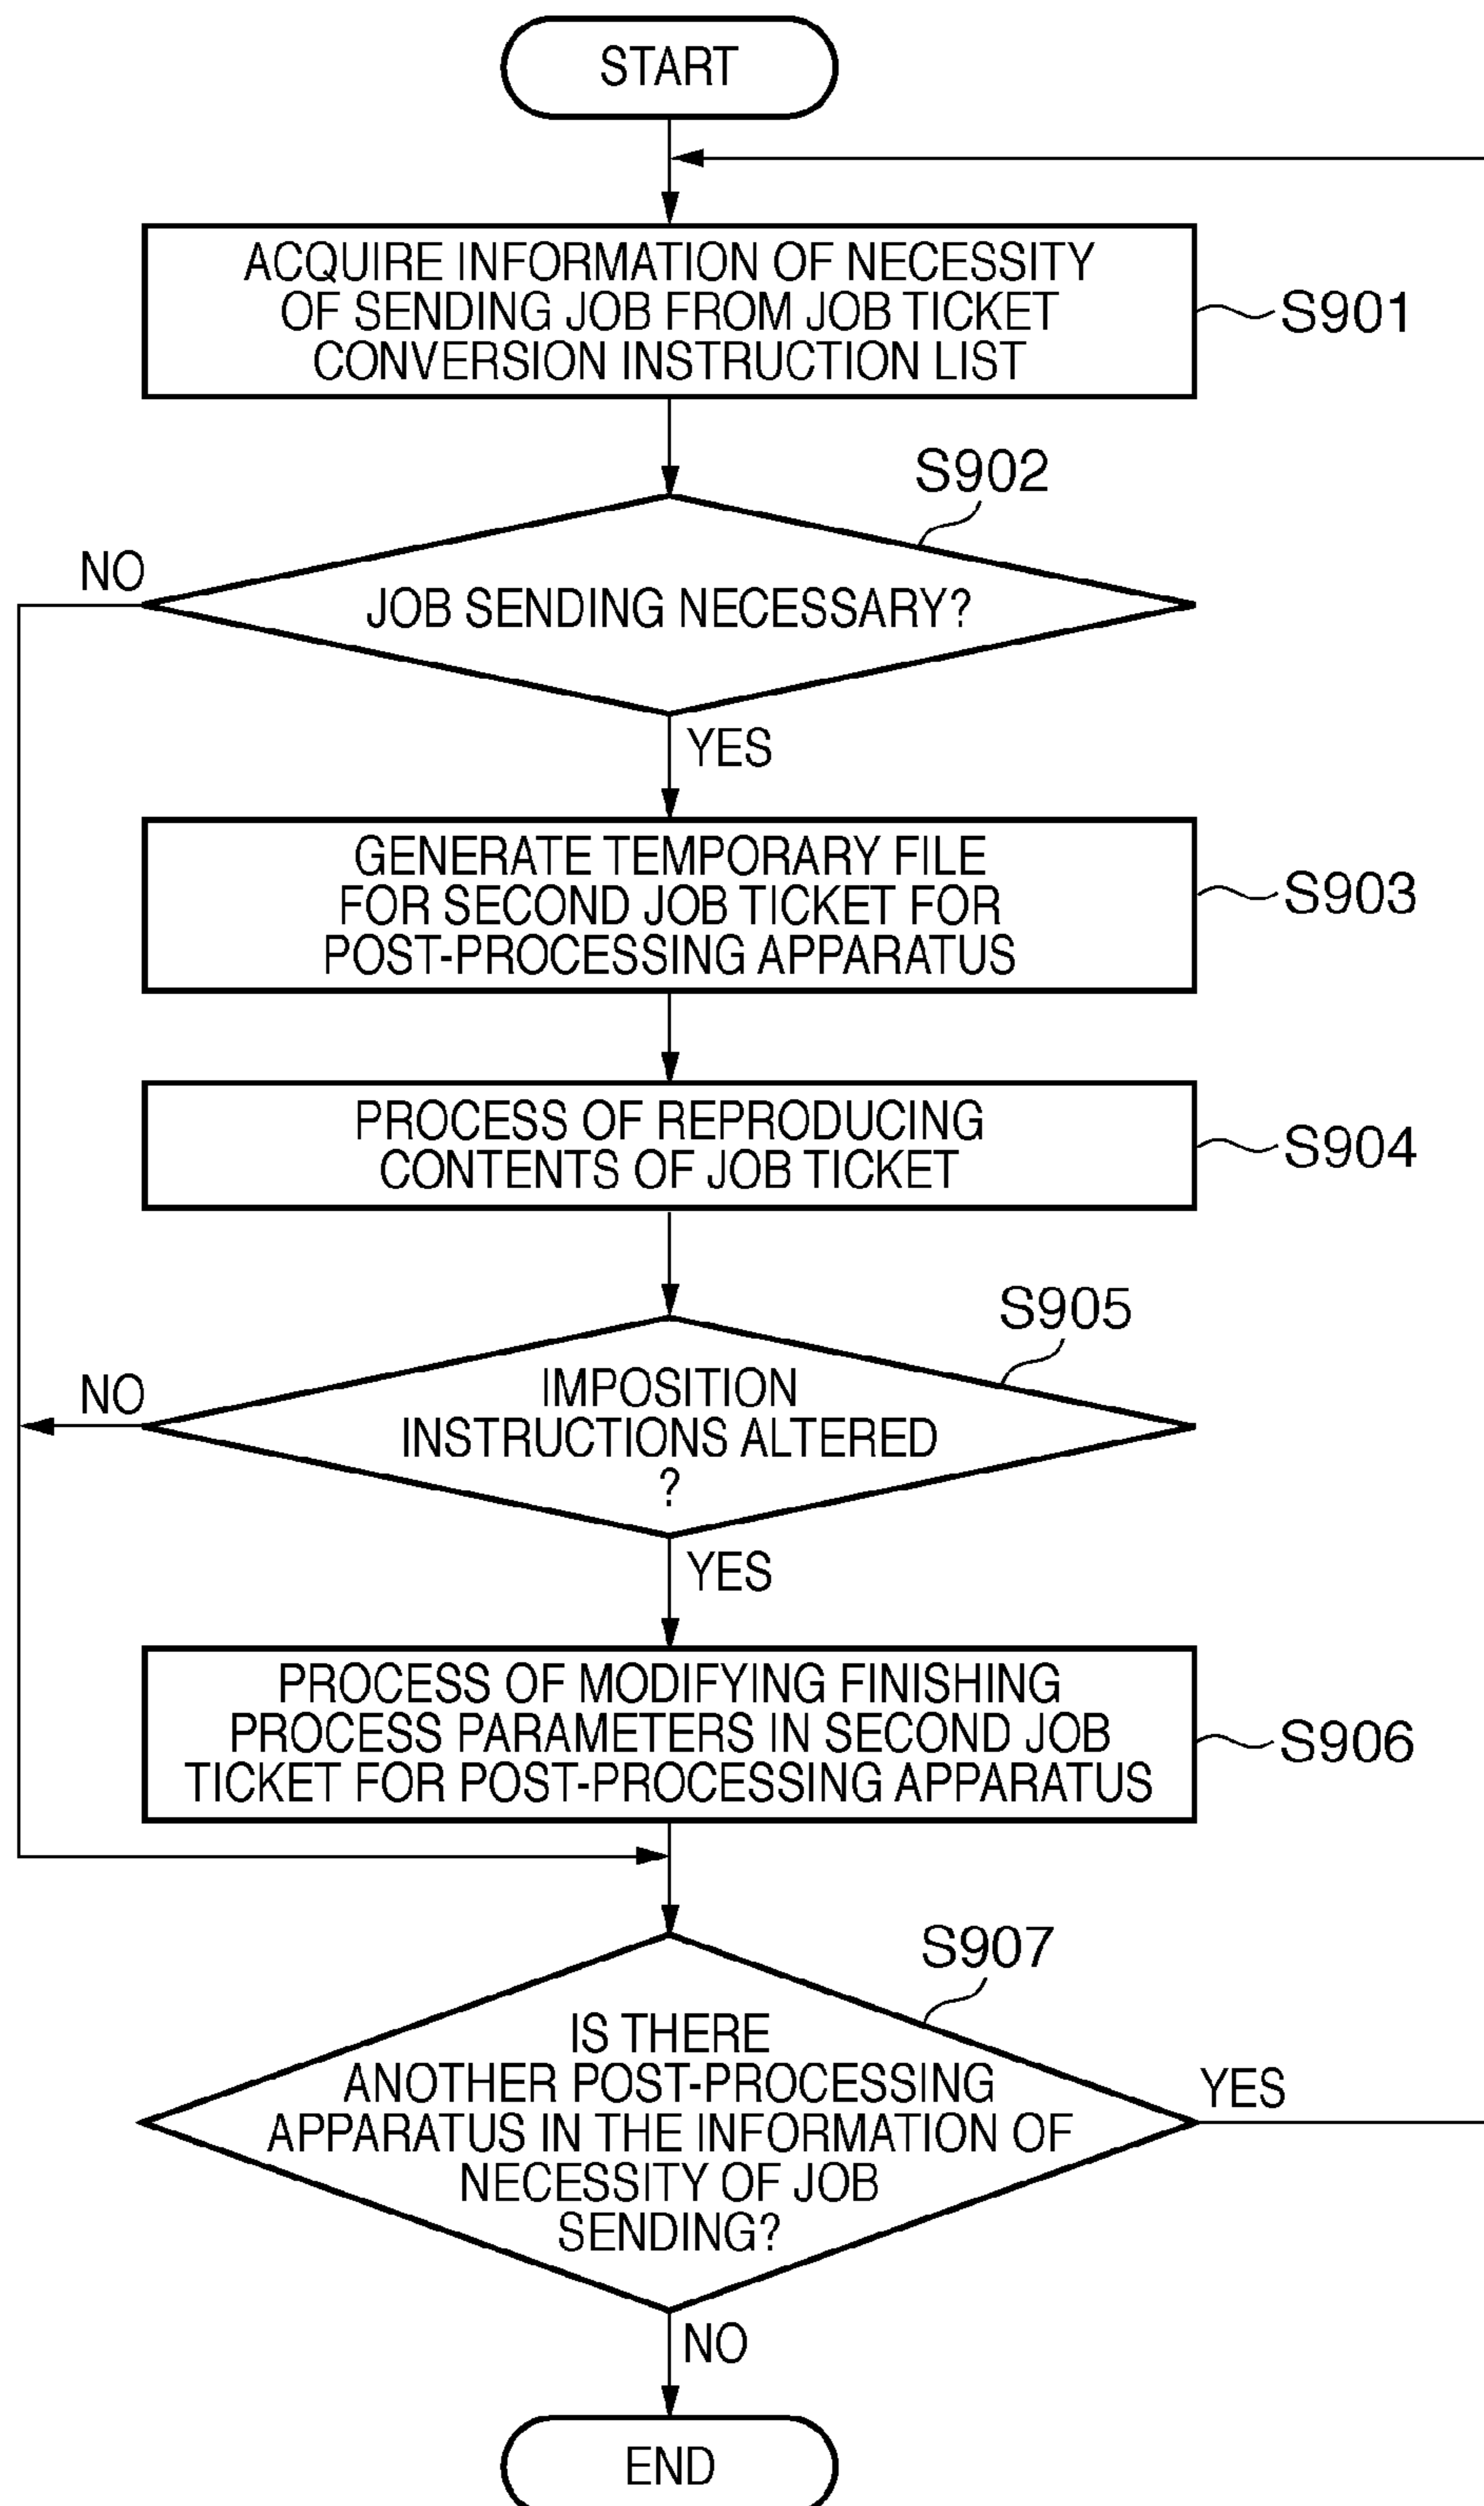 START
ACQUIRE INFORMATION OF NECESSITY
OF SENDING JOB FROM JOB TICKET
CONVERSION INSTRUCTION LIST
S901
S902
NO
JOB SENDING NECESSARY?
YES
GENERATE TEMPORARY FILE
FOR SECOND JOB TICKET FOR
POST-PROCESSING APPARATUS
S903
PROCESS OF REPRODUCING
CONTENTS OF JOB TICKET
S904
S905
NO
IMPOSITION
INSTRUCTIONS ALTERED
?
YES
PROCESS OF MODIFYING FINISHING
PROCESS PARAMETERS IN SECOND JOB
TICKET FOR POST-PROCESSING APPARATUS
S906
S907
IS THERE
ANOTHER POST-PROCESSING
APPARATUS IN THE INFORMATION OF
NECESSITY OF JOB
SENDING?
YES
NO
END